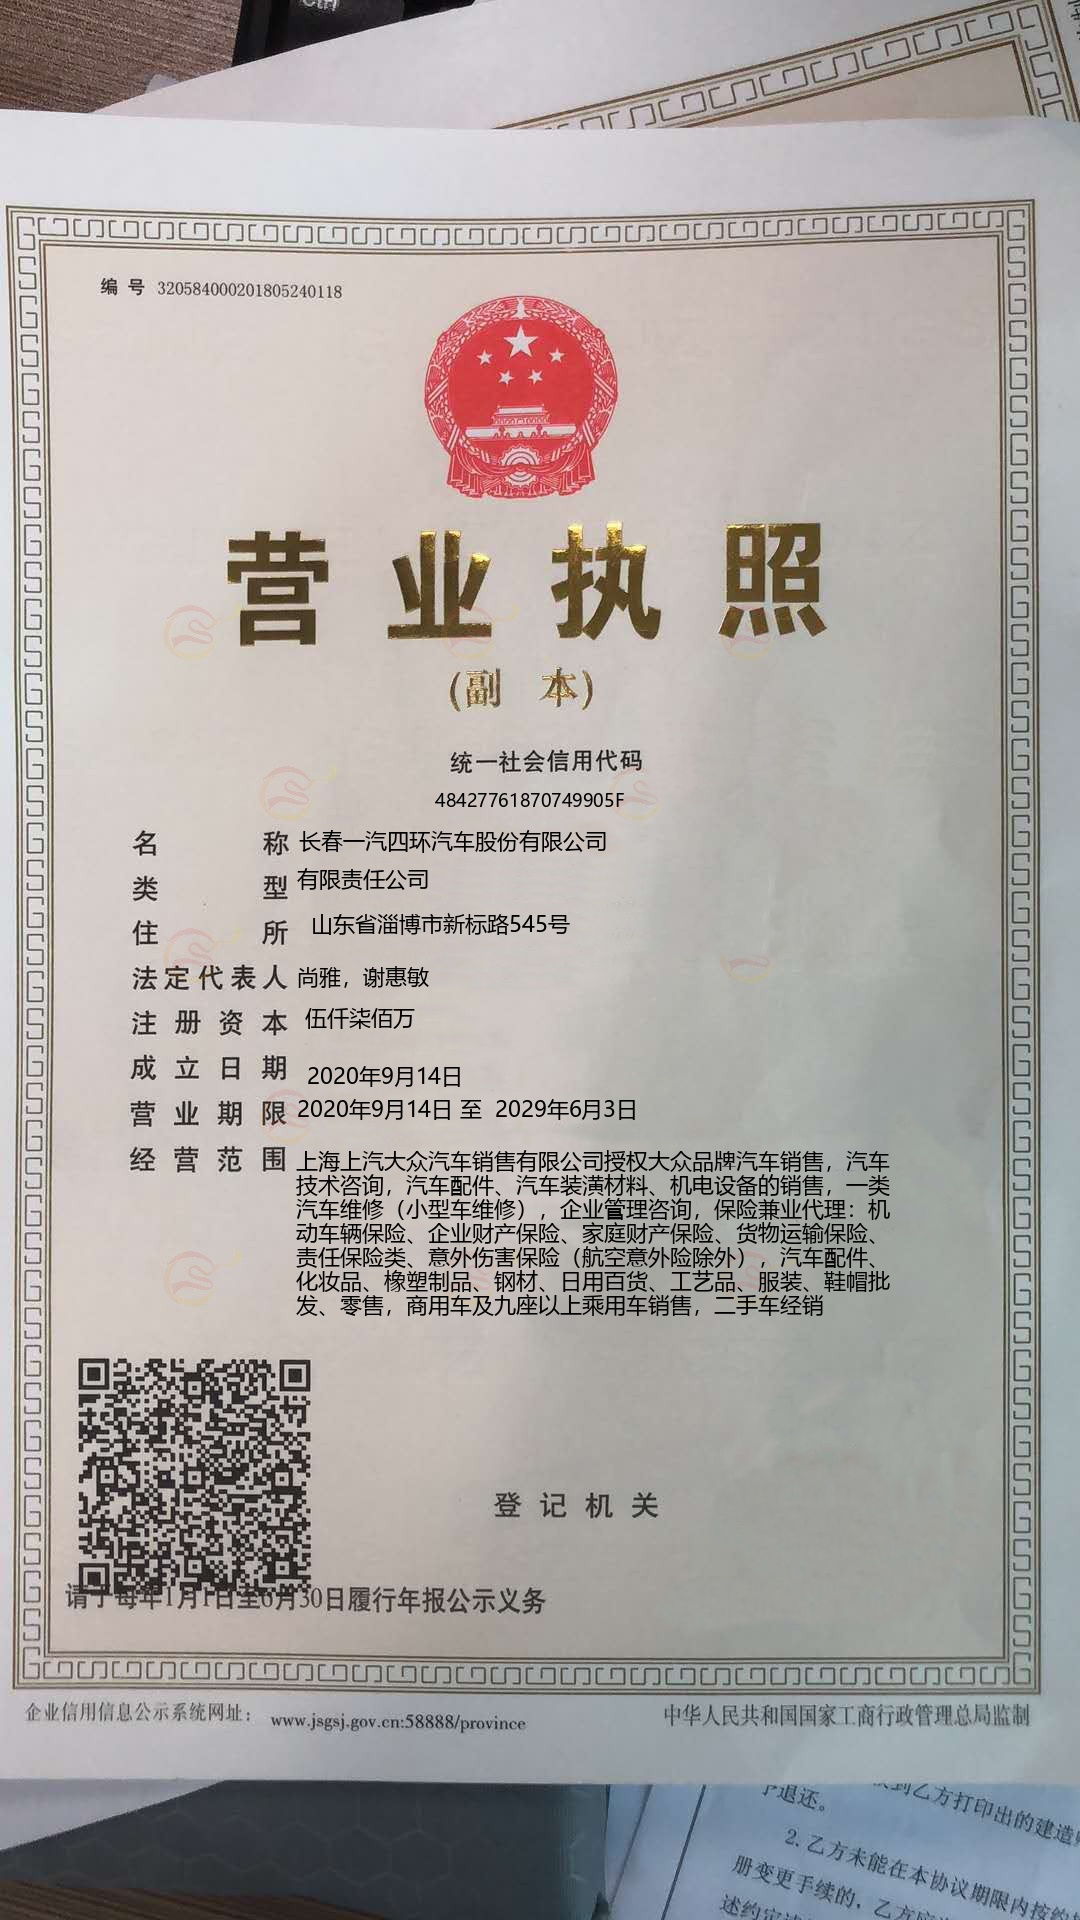 Ctrl
编 号 320584000201805240118
营业执照
(副 本)
统一社会信用代码
48427761870749905F
名 称 长春一汽四环汽车股份有限公司
类 型 有限责任公司
住 所 山东省淄博市新标路545号
法定代表人 尚雅，谢惠敏
注册资本 伍仟柒佰万
成立日期 2020年9月14日
营业期限 2020年9月14日 至 2029年6月3日
经营范围 上海上汽大众汽车销售有限公司授权大众品牌汽车销售，汽车
技术咨询，汽车配件、汽车装潢材料、机电设备的销售，一类
汽车维修（小型车维修），企业管理咨询，保险兼业代理：机
动车辆保险、企业财产保险、家庭财产保险、货物运输保险、
责任保险类、意外伤害保险（航空意外险除外），汽车配件、
化妆品、橡塑制品、钢材、日用百货、工艺品、服装、鞋帽批
发、零售，商用车及九座以上乘用车销售，二手车经销
登记机关
请于每年1月1日至6月30日履行年报公示义务
企业信用信息公示系统网址： www.jsgsj.gov.cn:58888/province
中华人民共和国国家工商行政管理总局监制
到乙方打印出的建造
退还。
2.乙方未能在本协议期限内按约
册变更手续的，乙方应
述约定